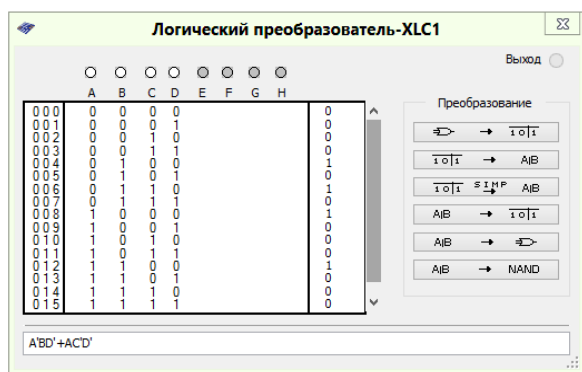 Логический преобразователь-XLC1
Выход
A B C D E F G H
000 0 0 0 0 0
001 0 0 0 1 0
002 0 0 1 0 0
003 0 0 1 1 0
004 0 1 0 0 1
005 0 1 0 1 0
006 0 1 1 0 1
007 0 1 1 1 0
008 1 0 0 0 1
009 1 0 0 1 0
010 1 0 1 0 0
011 1 0 1 1 0
012 1 1 0 0 1
013 1 1 0 1 0
014 1 1 1 0 0
015 1 1 1 1 0
Преобразование
→ 10|1
10|1 → A|B
10|1 SIMP → A|B
A|B → 10|1
A|B →
A|B → NAND
A'BD'+AC'D'